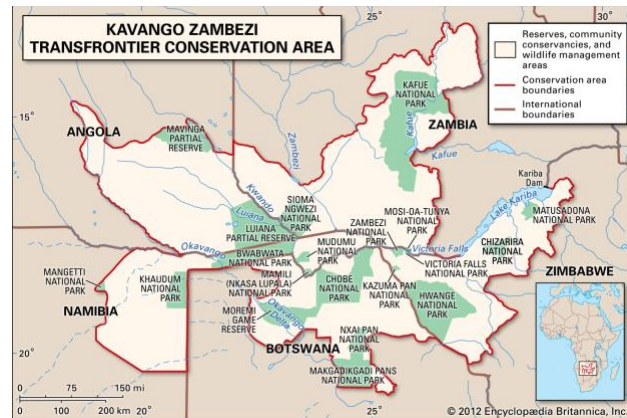 KAVANGO ZAMBEZI
TRANSFRONTIER CONSERVATION AREA
25
30
Reserves, community
conservancies, and
wildlife management
areas
Conservation area
boundaries
International
boundaries
KAFUE
NATIONAL
PARK
15
ANGOLA
MAVINGA
PARTIAL
RESERVE
Zambezi
Kafue
ZAMBIA
Kafue
Kwando
SIOMA
NGWEZI
NATIONAL
PARK
Luiana
LUIANA
PARTIAL RESERVE
ZAMBEZI
NATIONAL
PARK
MOSI-OA-TUNYA
NATIONAL
PARK
Kariba
Dam
Lake Kariba
MATUSADONA
NATIONAL PARK
Okavango
BWABWATA
NATIONAL PARK
MUDUMU
NATIONAL
PARK
Victoria Falls
VICTORIA FALLS
NATIONAL
PARK
CHIZARIRA
NATIONAL
PARK
ZIMBABWE
MANGETTI
NATIONAL
PARK
KHAUDUM
NATIONAL
PARK
MAMILI
(NKASA LUPALA)
NATIONAL PARK
CHOBE
NATIONAL
PARK
KAZUMA PAN
NATIONAL
PARK
HWANGE
NATIONAL
PARK
NAMIBIA
MOREMI
GAME
RESERVE
Okavango
Delta
NXAI PAN
NATIONAL
PARK
BOTSWANA
MAKGADIKGADI PANS
NATIONAL PARK
20
0 75 150 mi
0 100 200 km
25
© 2012 Encyclopædia Britannica, Inc.